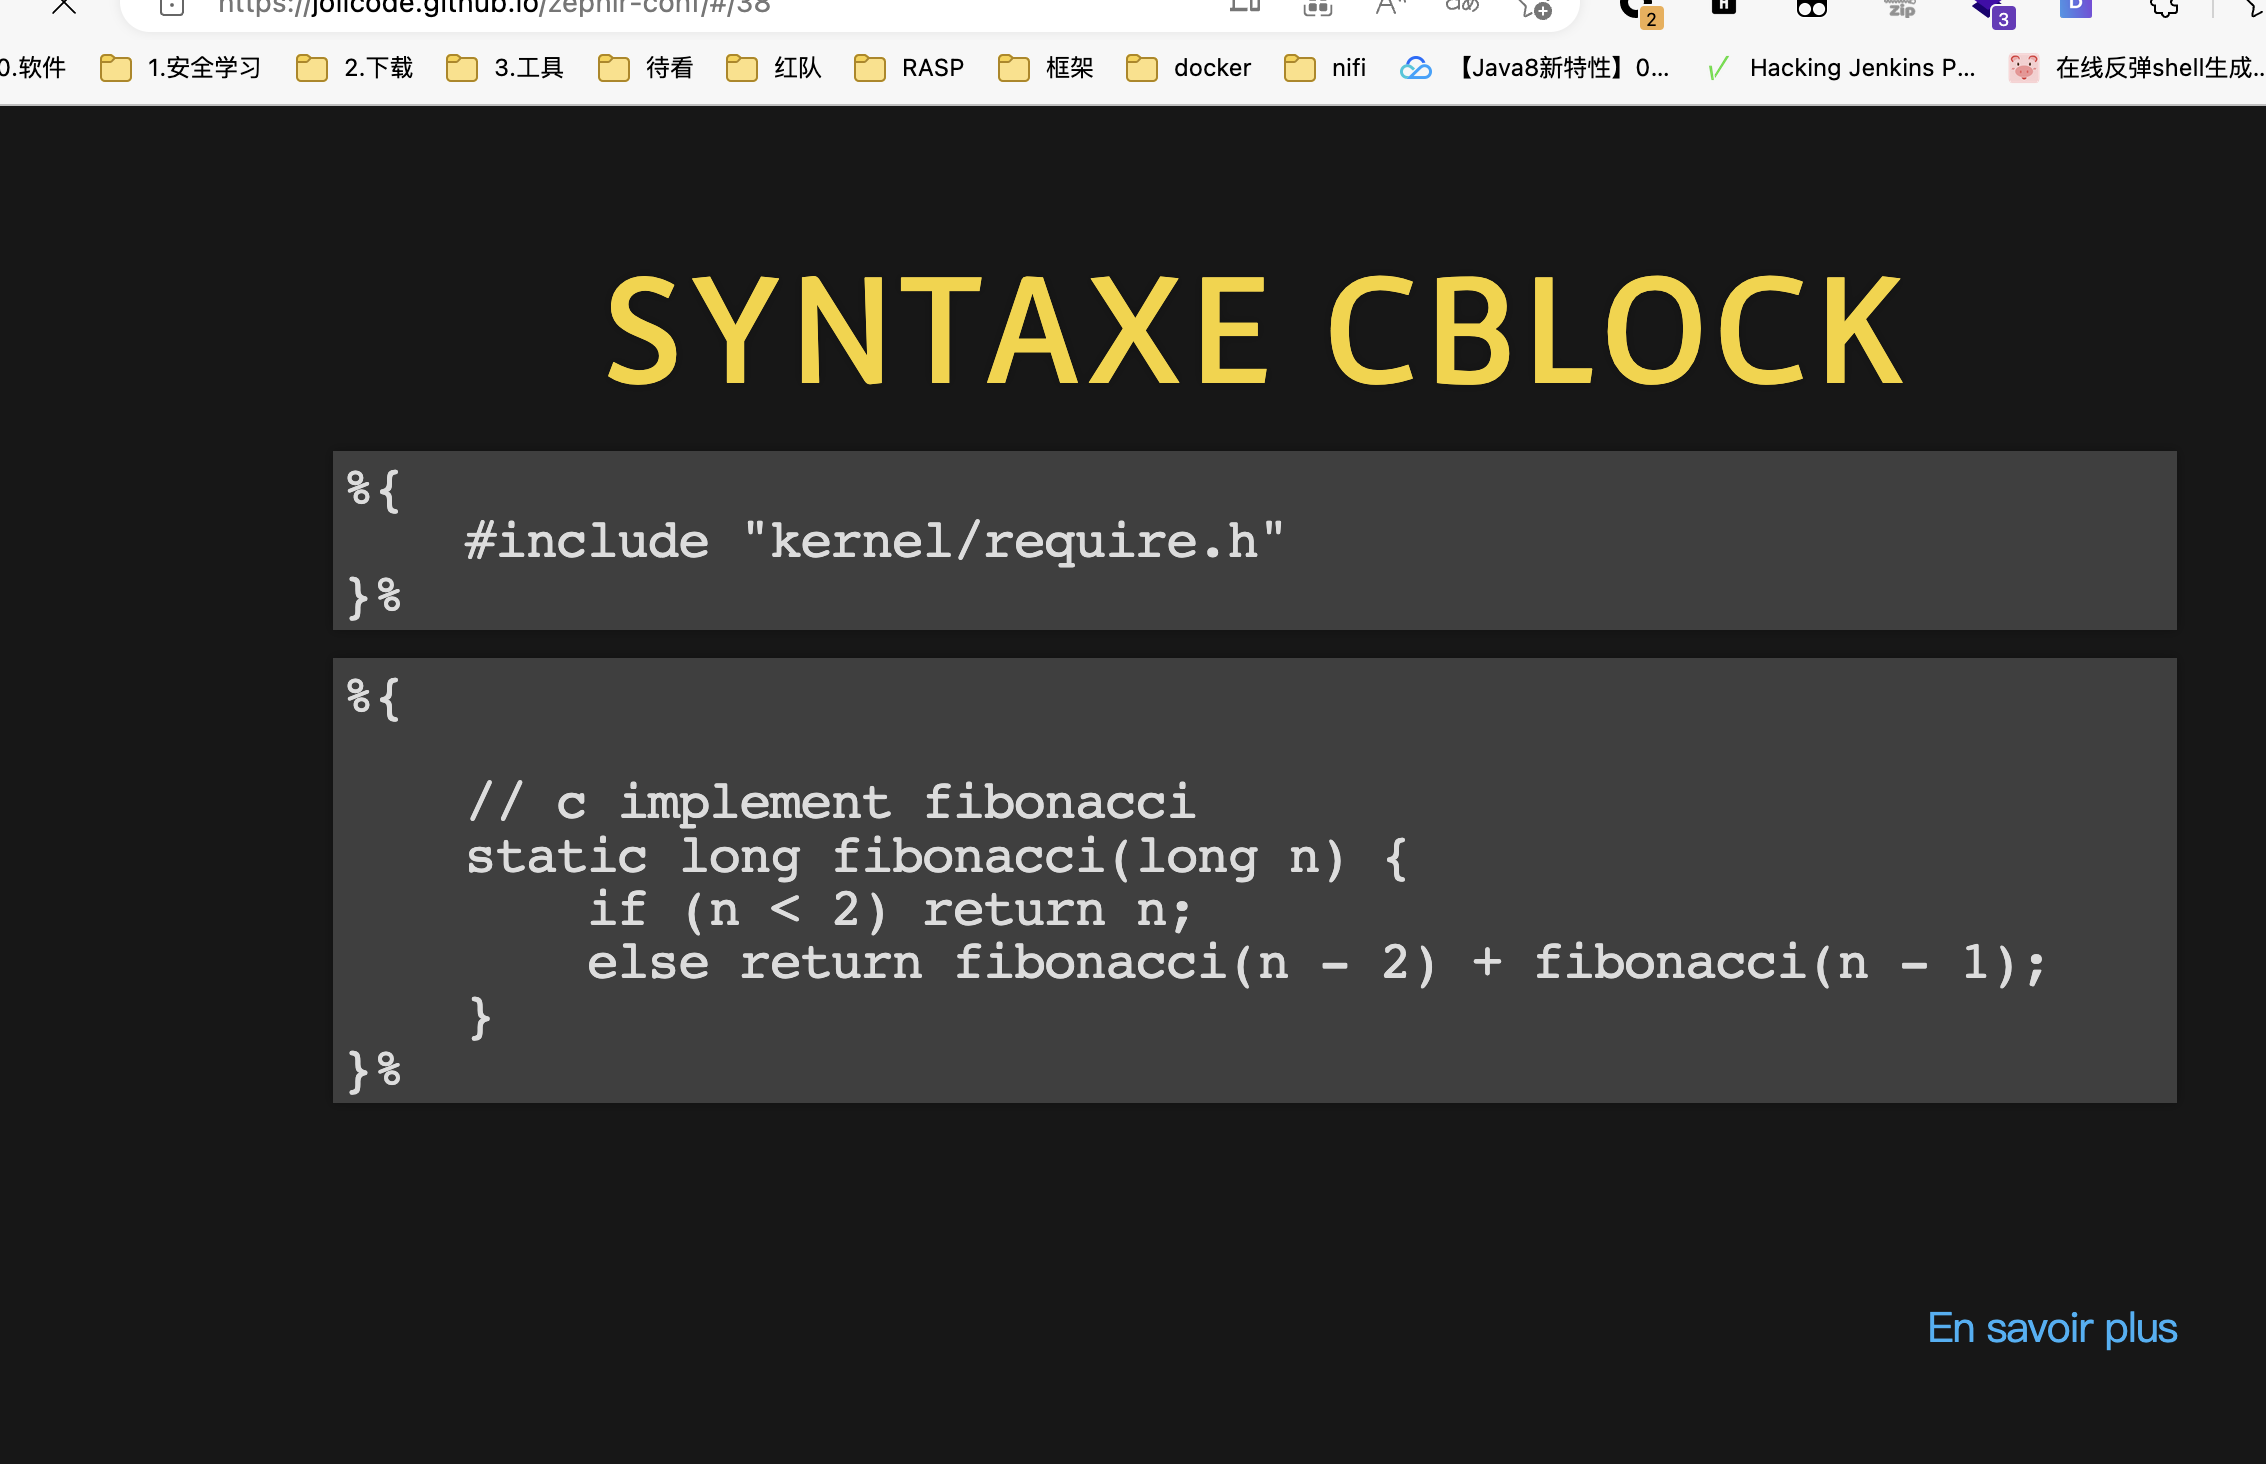 https://jolicode.github.io/zephir-conf/#/38
2
3
0.软件 1.安全学习 2.下载 3.工具 待看 红队 RASP 框架 docker nifi 【Java8新特性】0... Hacking Jenkins P... 在线反弹shell生成...
SYNTAXE CBLOCK
%{
#include "kernel/require.h"
}%
%{
// c implement fibonacci
static long fibonacci(long n) {
if (n < 2) return n;
else return fibonacci(n - 2) + fibonacci(n - 1);
}
}%
En savoir plus